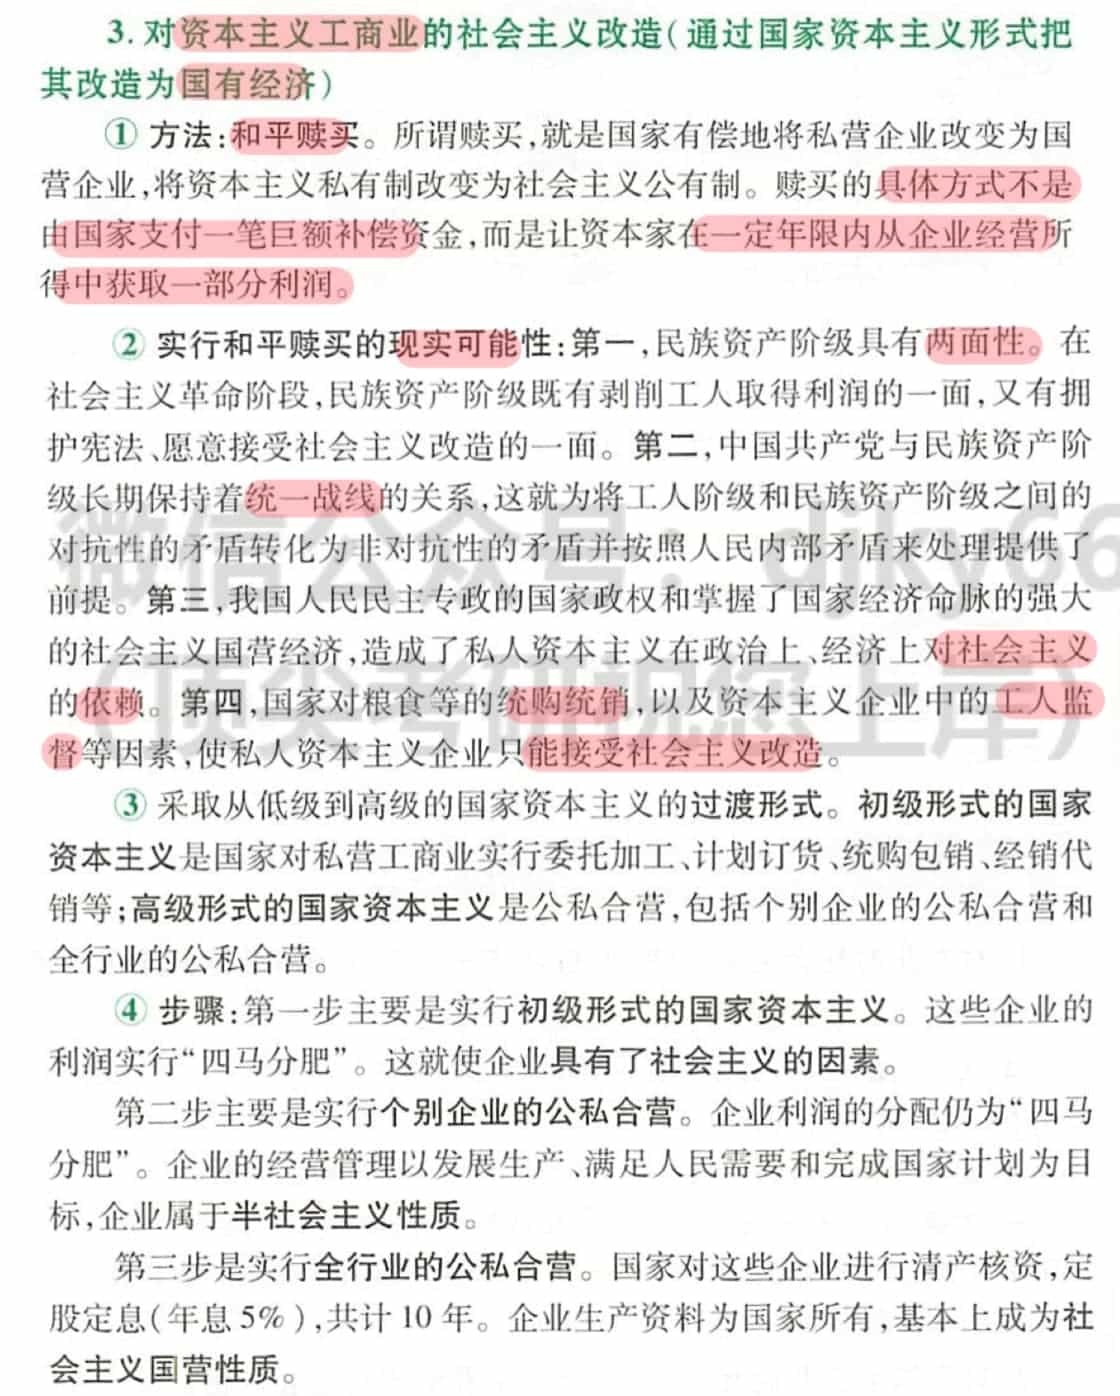 3. 对资本主义工商业的社会主义改造(通过国家资本主义形式把
其改造为国有经济)
① 方法:和平赎买。所谓赎买,就是国家有偿地将私营企业改变为国
营企业,将资本主义私有制改变为社会主义公有制。赎买的具体方式不是
由国家支付一笔巨额补偿资金,而是让资本家在一定年限内从企业经营所
得中获取一部分利润。
② 实行和平赎买的现实可能性:第一,民族资产阶级具有两面性。在
社会主义革命阶段,民族资产阶级既有剥削工人取得利润的一面,又有拥
护宪法、愿意接受社会主义改造的一面。第二,中国共产党与民族资产阶
级长期保持着统一战线的关系,这就为将工人阶级和民族资产阶级之间的
对抗性的矛盾转化为非对抗性的矛盾并按照人民内部矛盾来处理提供了
前提。第三,我国人民民主专政的国家政权和掌握了国家经济命脉的强大
的社会主义国营经济,造成了私人资本主义在政治上、经济上对社会主义
的依赖。第四,国家对粮食等的统购统销,以及资本主义企业中的工人监
督等因素,使私人资本主义企业只能接受社会主义改造。
③ 采取从低级到高级的国家资本主义的过渡形式。初级形式的国家
资本主义是国家对私营工商业实行委托加工、计划订货、统购包销、经销代
销等;高级形式的国家资本主义是公私合营,包括个别企业的公私合营和
全行业的公私合营。
④ 步骤:第一步主要是实行初级形式的国家资本主义。这些企业的
利润实行“四马分肥”。这就使企业具有了社会主义的因素。
第二步主要是实行个别企业的公私合营。企业利润的分配仍为“四马
分肥”。企业的经营管理以发展生产、满足人民需要和完成国家计划为目
标,企业属于半社会主义性质。
第三步是实行全行业的公私合营。国家对这些企业进行清产核资,定
股定息(年息5%),共计10年。企业生产资料为国家所有,基本上成为社
会主义国营性质。
微信公众号:djky66
(顶尖考研祝您上岸)